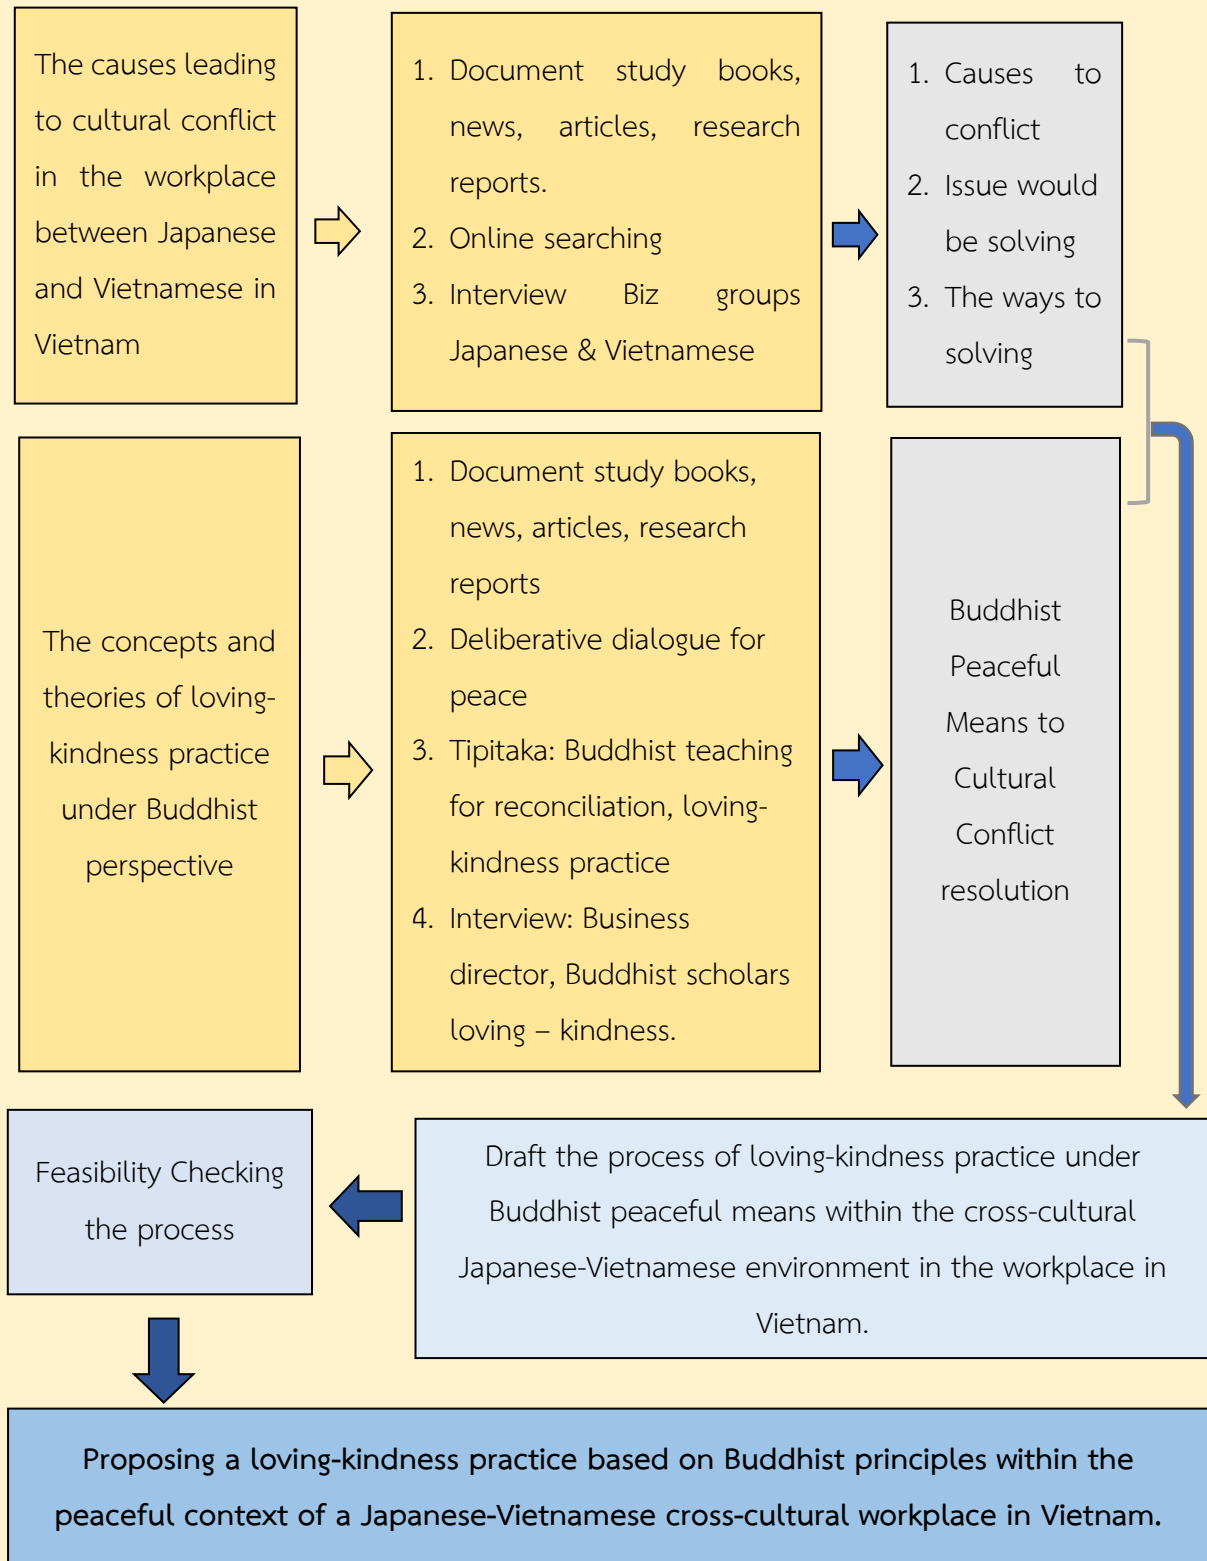 The causes leading
to cultural conflict
in the workplace
between Japanese
and Vietnamese in
Vietnam
1. Document study books,
news, articles, research
reports.
2. Online searching
3. Interview Biz groups
Japanese & Vietnamese
1. Causes to
conflict
2. Issue would
be solving
3. The ways to
solving
The concepts and
theories of loving-
kindness practice
under Buddhist
perspective
1. Document study books,
news, articles, research
reports
2. Deliberative dialogue for
peace
3. Tipitaka: Buddhist teaching
for reconciliation, loving-
kindness practice
4. Interview: Business
director, Buddhist scholars
loving – kindness.
Buddhist
Peaceful
Means to
Cultural
Conflict
resolution
Draft the process of loving-kindness practice under
Buddhist peaceful means within the cross-cultural
Japanese-Vietnamese environment in the workplace in
Vietnam.
Feasibility Checking
the process
Proposing a loving-kindness practice based on Buddhist principles within the
peaceful context of a Japanese-Vietnamese cross-cultural workplace in Vietnam.